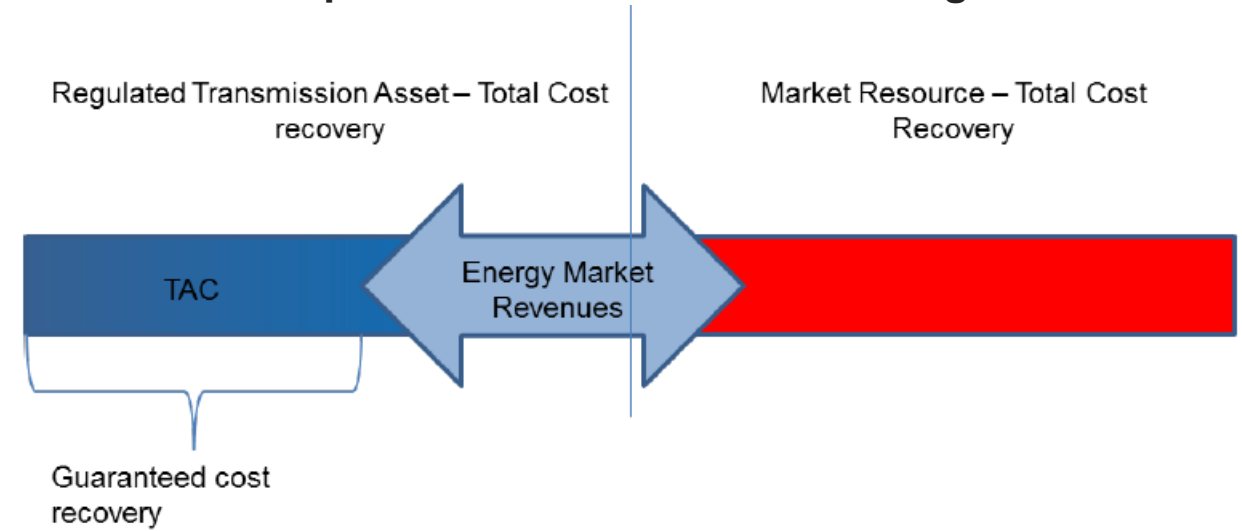 Regulated Transmission Asset – Total Cost
recovery
Market Resource – Total Cost
Recovery
TAC
Energy Market
Revenues
Guaranteed cost
recovery